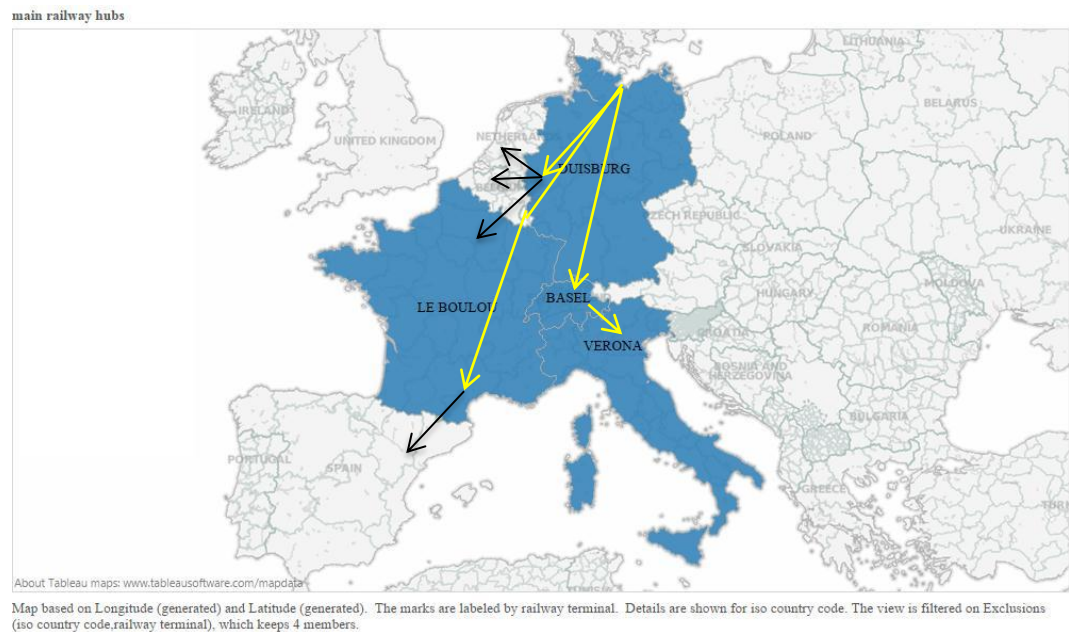 main railway hubs
LITHUANIA
IRELAND
UNITED KINGDOM
NETHERLANDS
BELARUS
POLAND
DUISBURG
BELGIUM
CZECH REPUBLIC
UKRAINE
SLOVAKIA
MOLDOVA
BASEL
HUNGARY
LE BOULOU
ROMANIA
CROATIA
VERONA
BOSNIA AND
HERZEGOVINA
BULGARIA
PORTUGAL
SPAIN
GREECE
TUR
TUNISIA
About Tableau maps: www.tableausoftware.com/mapdata
Map based on Longitude (generated) and Latitude (generated).  The marks are labeled by railway terminal.  Details are shown for iso country code. The view is filtered on Exclusions
(iso country code,railway terminal), which keeps 4 members.